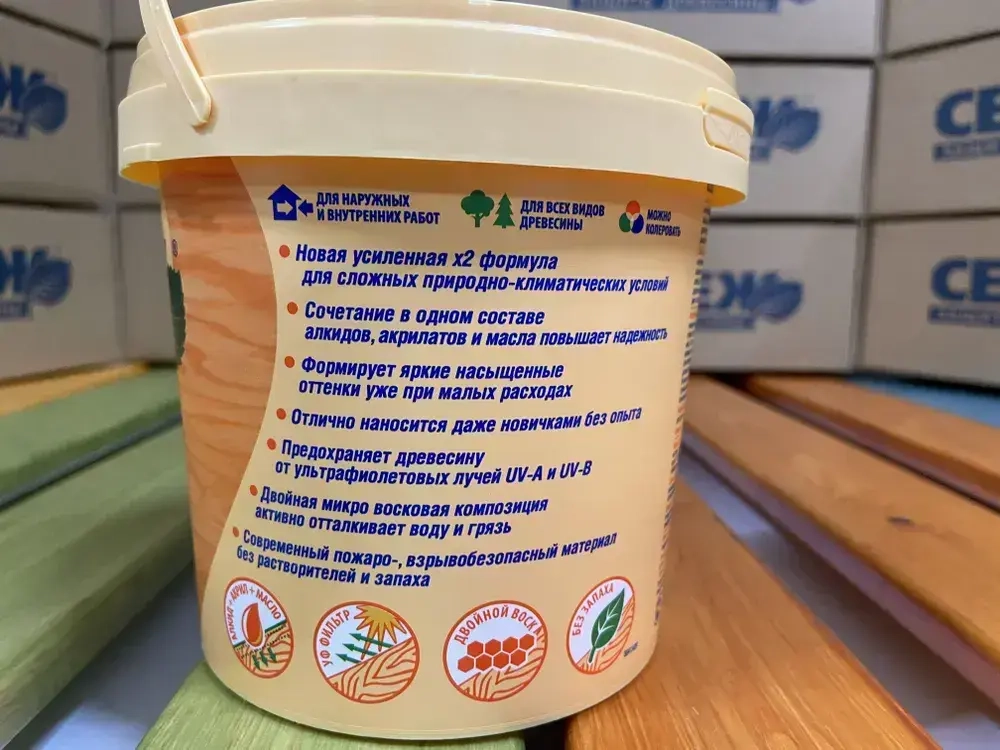 ДЛЯ НАРУЖНЫХ
И ВНУТРЕННИХ РАБОТ
ДЛЯ ВСЕХ ВИДОВ
ДРЕВЕСИНЫ
МОЖНО
КОЛЕРОВАТЬ
• Новая усиленная х2 формула
для сложных природно-климатических условий
• Сочетание в одном составе
алкидов, акрилатов и масла повышает надежность
• Формирует яркие насыщенные
оттенки уже при малых расходах
• Отлично наносится даже новичками без опыта
• Предохраняет древесину
от ультрафиолетовых лучей UV-A и UV-B
• Двойная микро восковая композиция
активно отталкивает воду и грязь
• Современный пожаро-, взрывобезопасный материал
без растворителей и запаха
АЛКИД + АКРИЛ + МАСЛО
УФ ФИЛЬТР
ДВОЙНОЙ ВОСК
БЕЗ ЗАПАХА